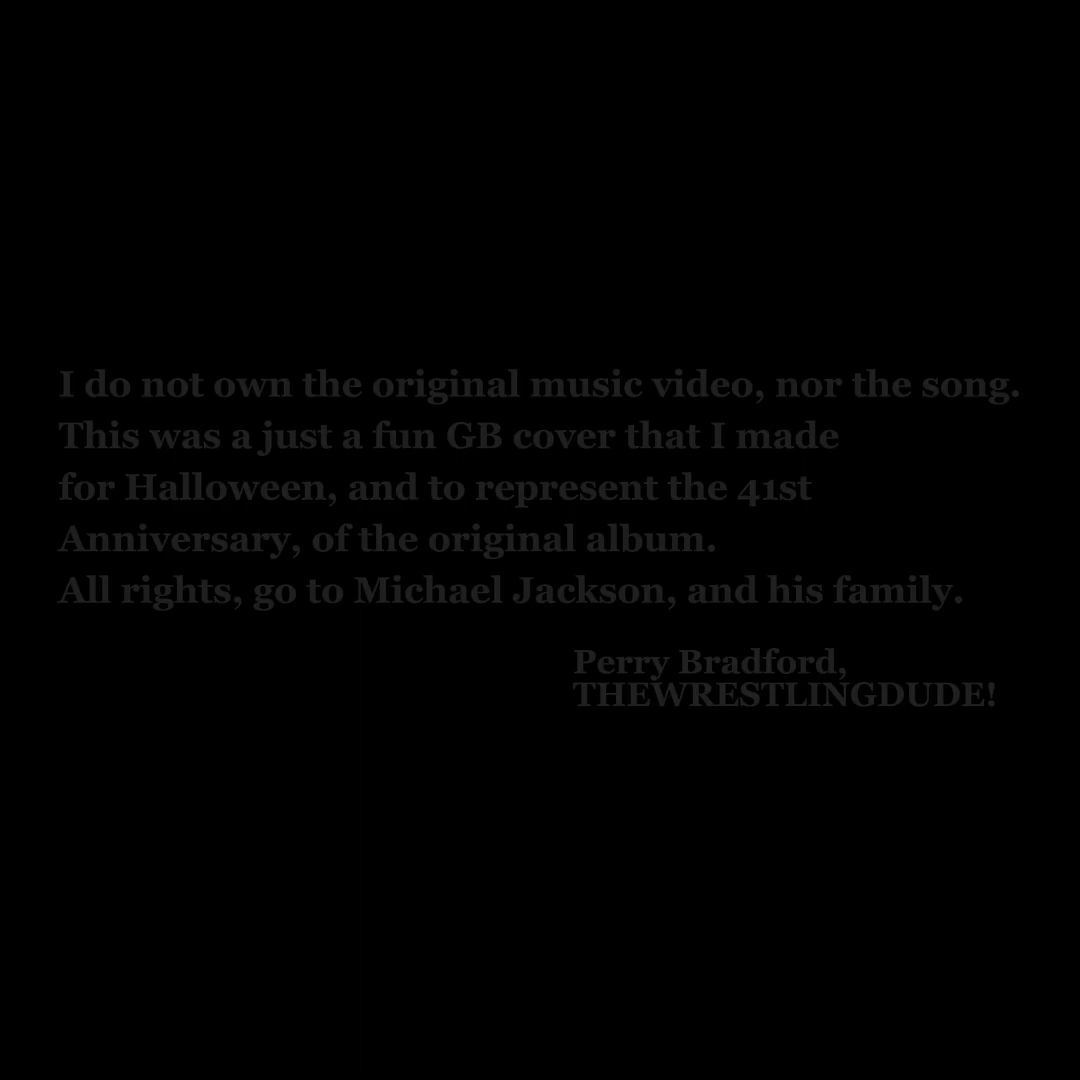 I do not own the original music video, nor the song.
This was a just a fun GB cover that I made
for Halloween, and to represent the 41st
Anniversary, of the original album.
All rights, go to Michael Jackson, and his family.
Perry Bradford,
THEWRESTLINGDUDE!